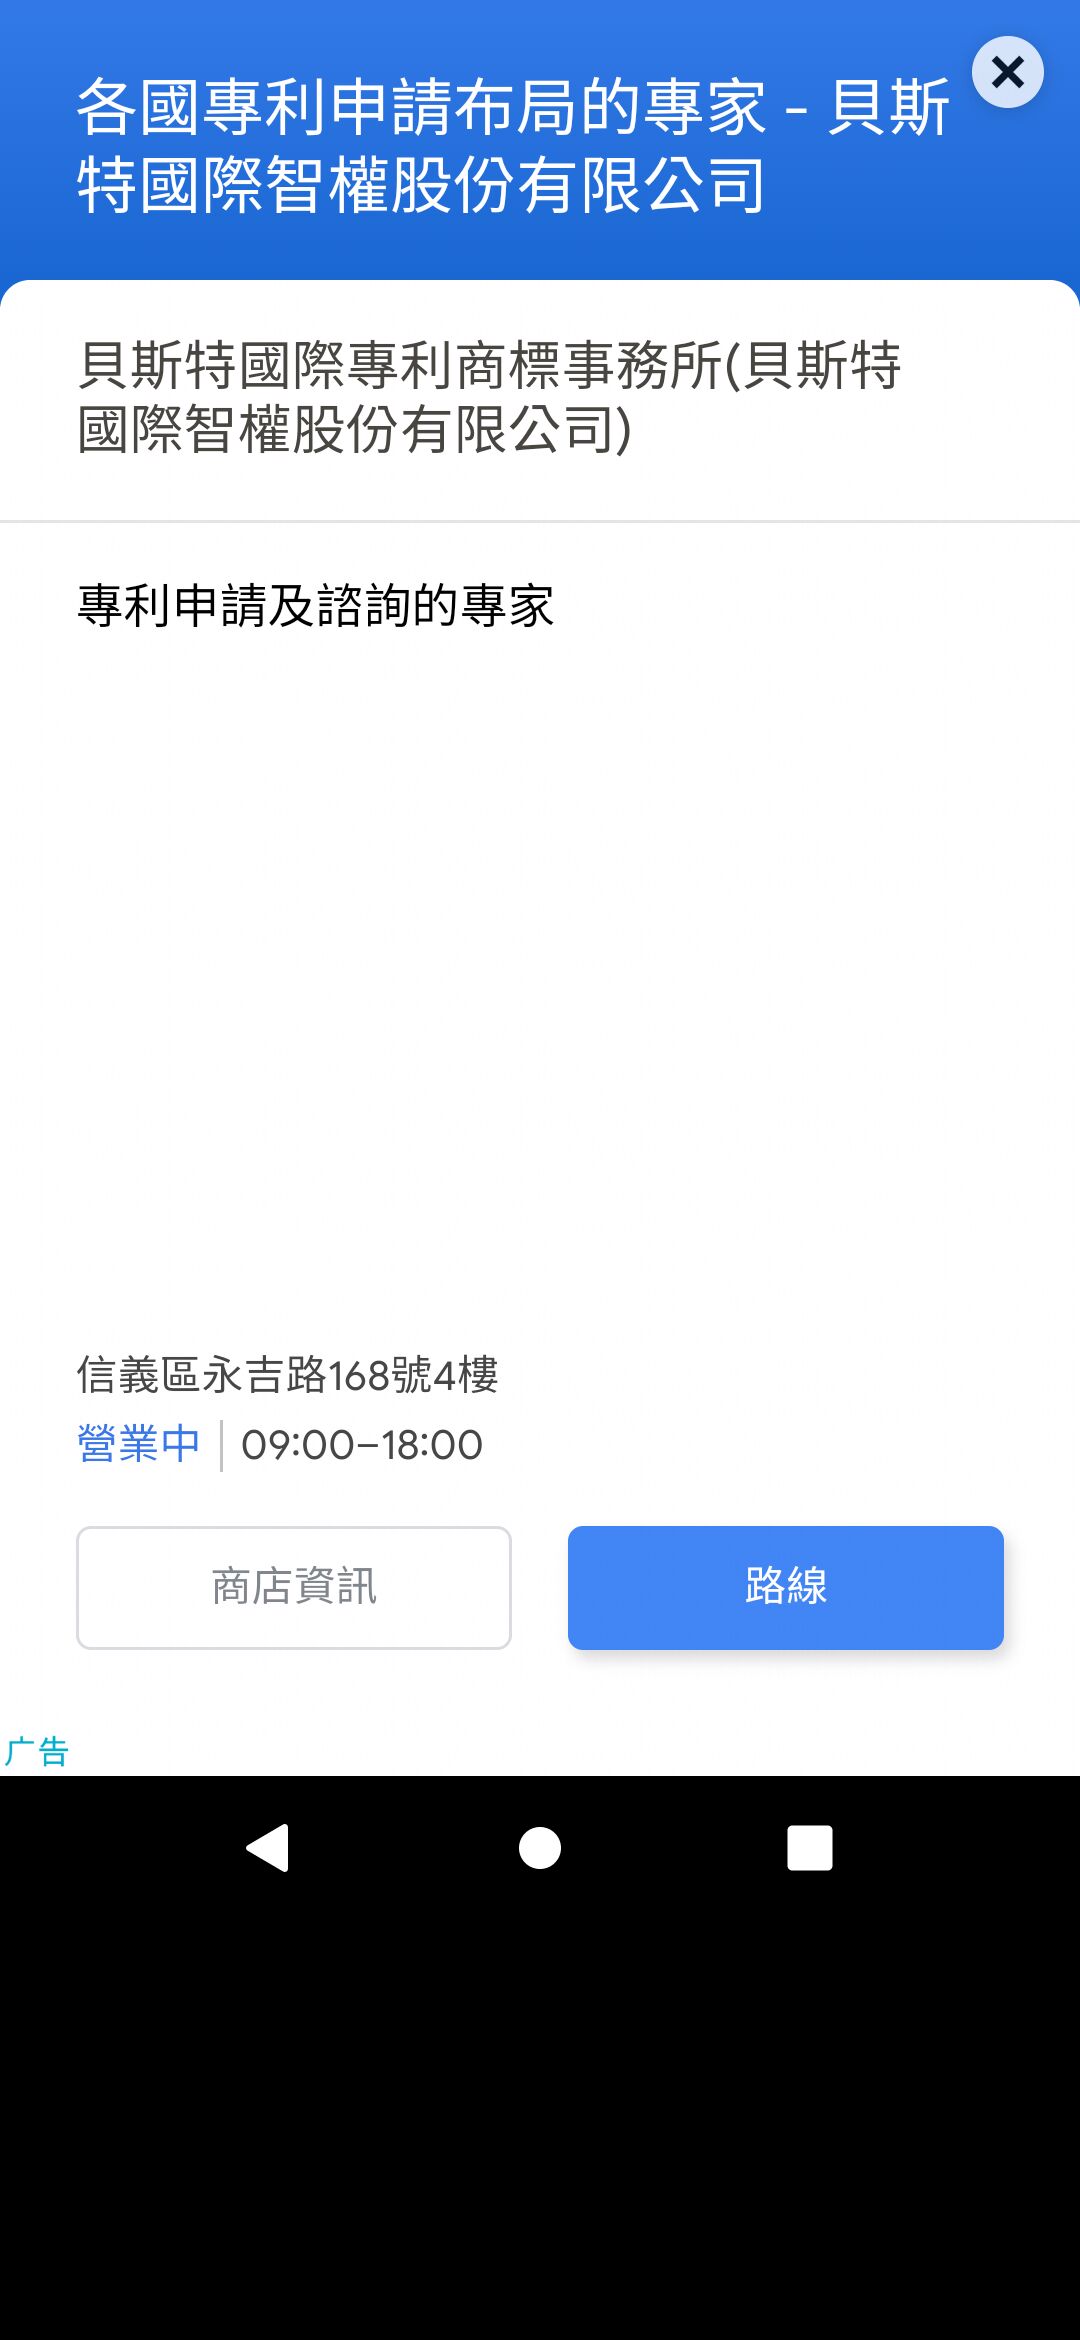 各國專利申請布局的專家 - 貝斯
特國際智權股份有限公司
貝斯特國際專利商標事務所(貝斯特
國際智權股份有限公司)
專利申請及諮詢的專家
信義區永吉路168號4樓
營業中 | 09:00–18:00
商店資訊
路線
广告